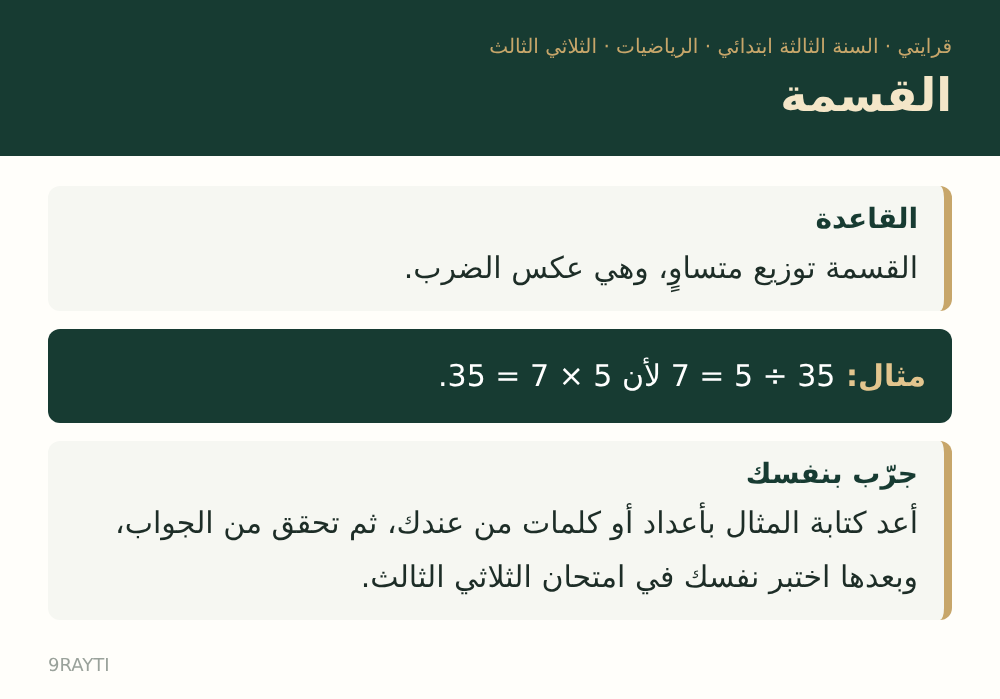 قرايتي · السنة الثالثة ابتدائي · الرياضيات · الثلاثي الثالث
القسمة
القاعدة
القسمة توزيع متساوٍ، وهي عكس الضرب.
مثال: 35 ÷ 5 = 7 لأن 5 × 7 = 35.
جرّب بنفسك
أعد كتابة المثال بأعداد أو كلمات من عندك، ثم تحقق من الجواب،
وبعدها اختبر نفسك في امتحان الثلاثي الثالث.
9RAYTI